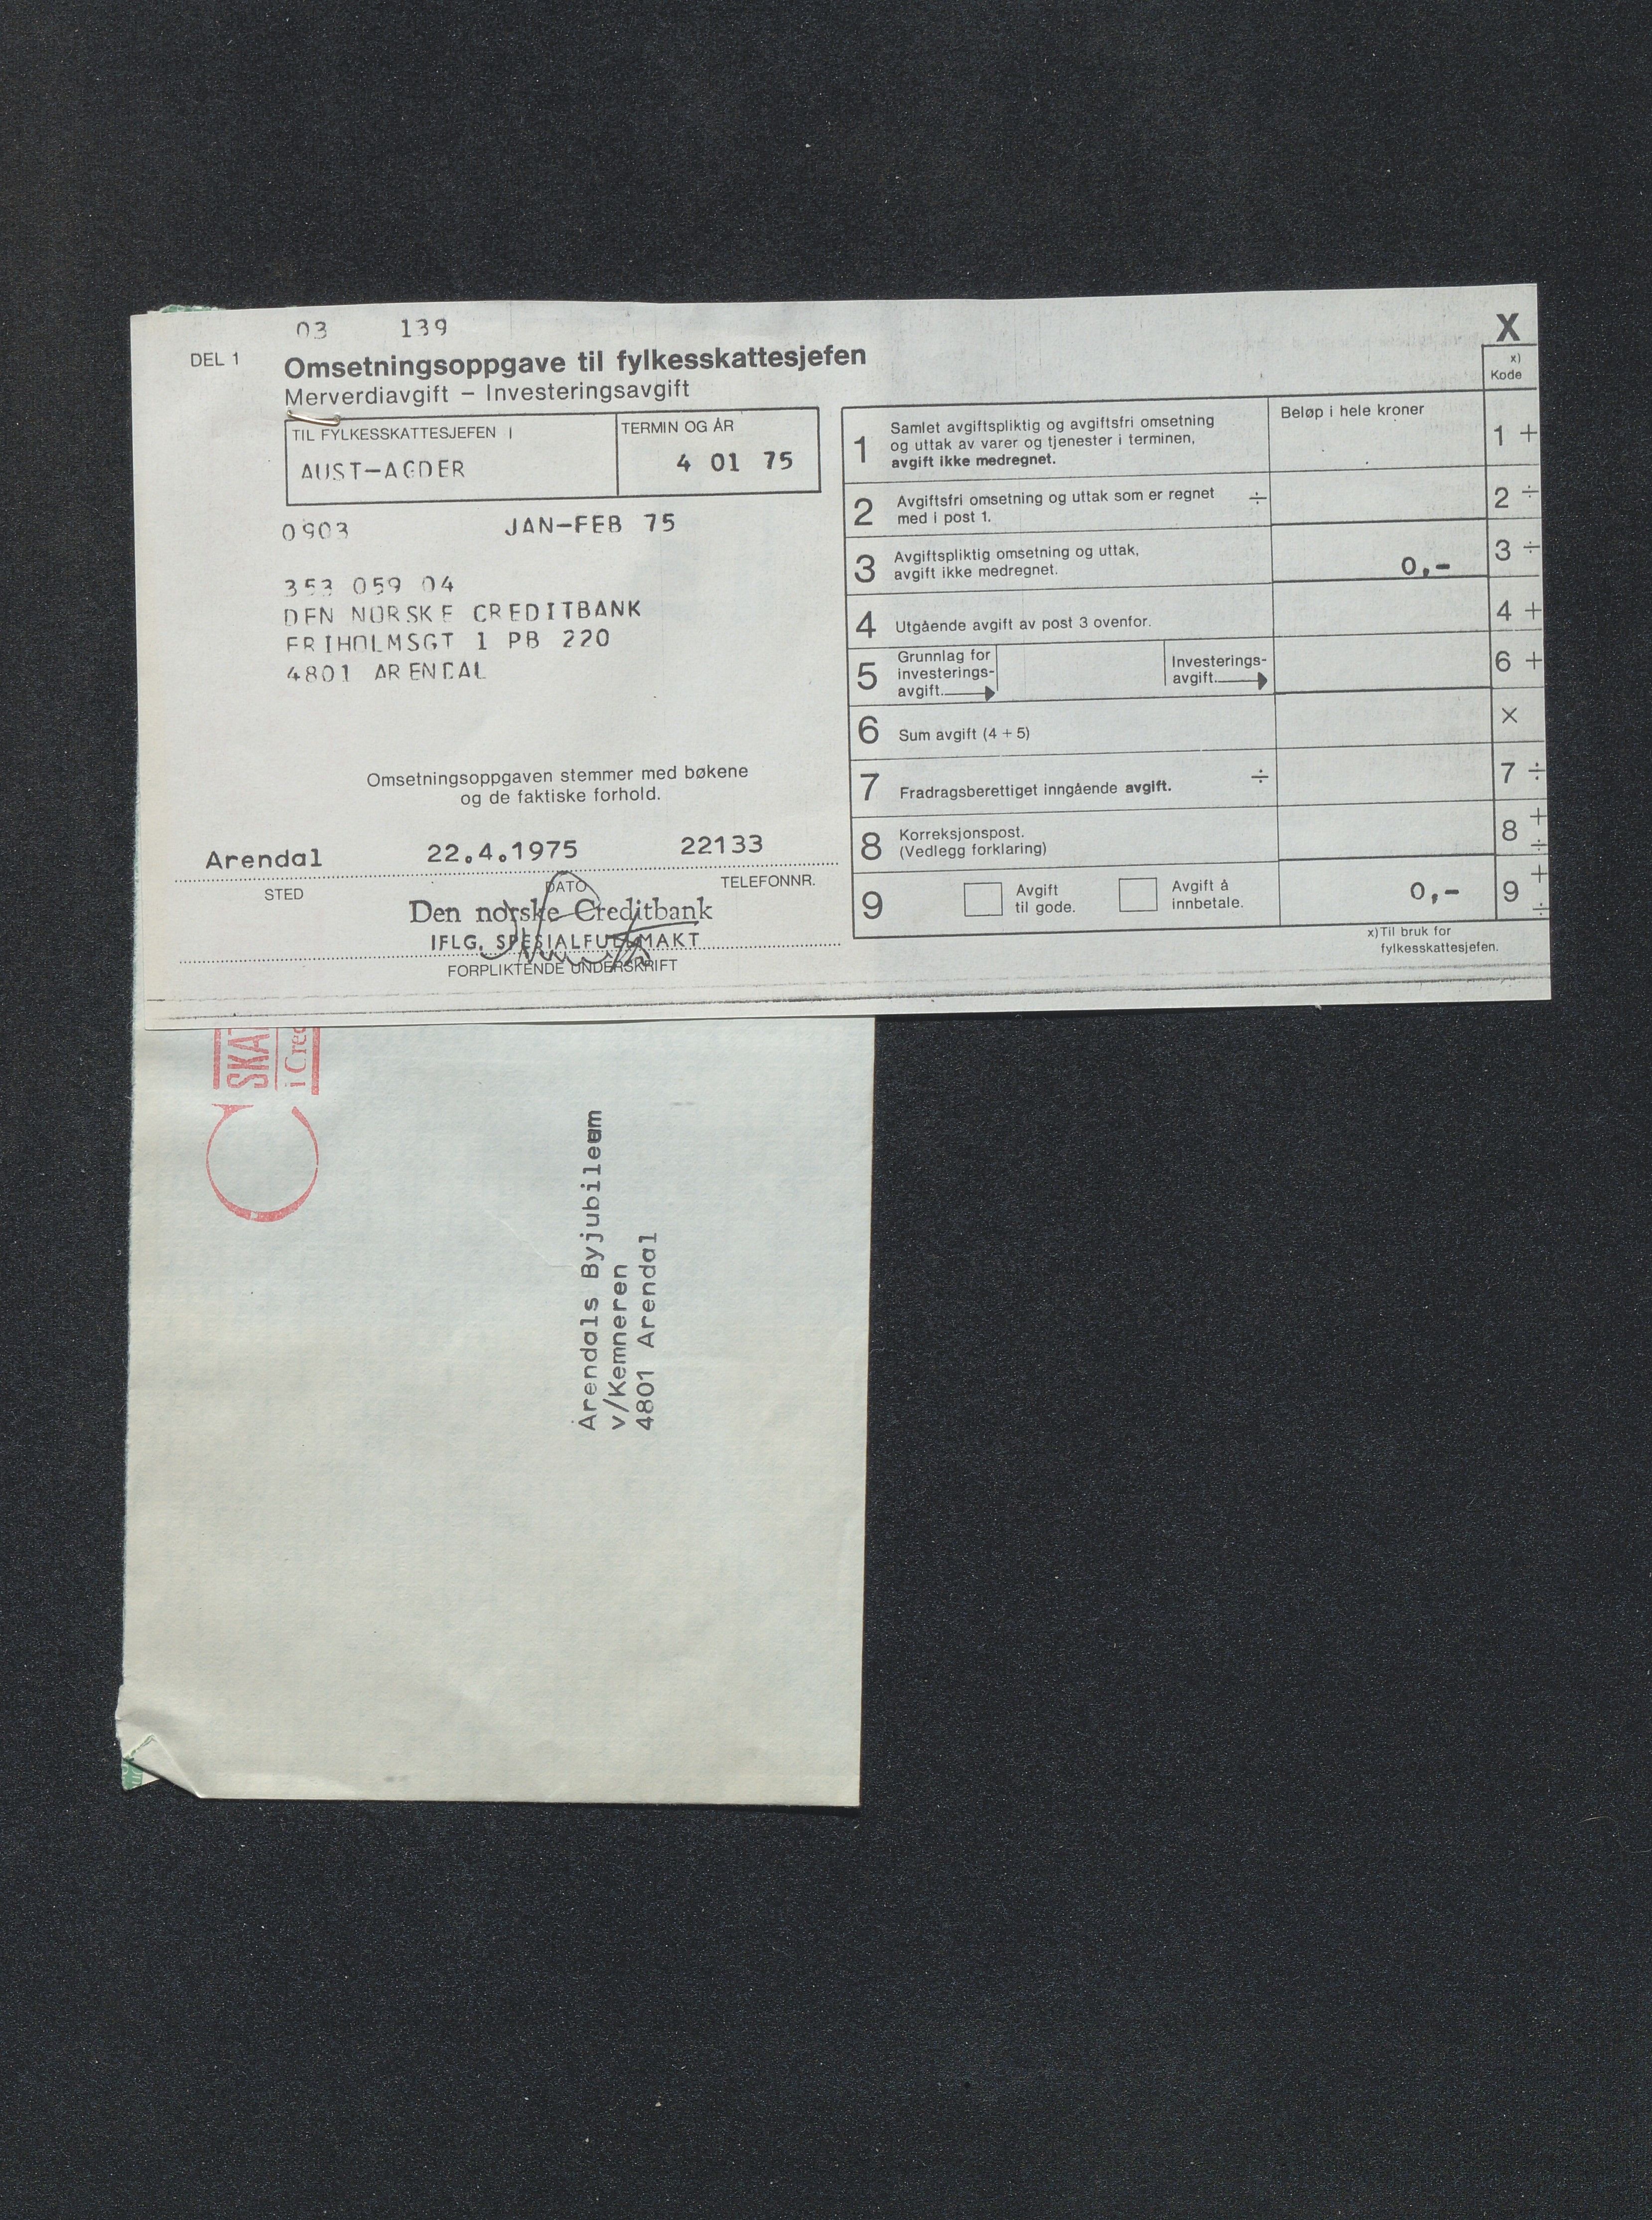 03 139
DEL 1
Omsetningsoppgave til fylkesskattesjefen
Merverdiavgift – Investeringsavgift
TIL FYLKESSKATTESJEFEN I
AUST-AGDER
TERMIN OG ÅR
4 01 75
0903 JAN-FEB 75
353 059 04
DEN NORSKE CREDITBANK
FRIHOLMSGT 1 PB 220
4801 ARENDAL
Omsetningsoppgaven stemmer med bøkene
og de faktiske forhold.
Arendal 22.4.1975 22133
STED DATO TELEFONNR.
Den norske Creditbank
IFLG. SPESIALFULLMAKT
FORPLIKTENDE UNDERSKRIFT
X
x)
Kode
Beløp i hele kroner
1 Samlet avgiftspliktig og avgiftsfri omsetning
og uttak av varer og tjenester i terminen,
avgift ikke medregnet.
1 +
2 Avgiftsfri omsetning og uttak som er regnet
med i post 1. ÷
2 ÷
3 Avgiftspliktig omsetning og uttak,
avgift ikke medregnet. 0,-
3 ÷
4 Utgående avgift av post 3 ovenfor.
4 +
5 Grunnlag for
investerings-
avgift.
Investerings-
avgift.
6 +
6 Sum avgift (4 + 5)
×
7 Fradragsberettiget inngående avgift. ÷
7 ÷
8 Korreksjonspost.
(Vedlegg forklaring)
8 + ÷
9 Avgift
til gode.
Avgift å
innbetale.
0,-
9 + ÷
x) Til bruk for
fylkesskattesjefen.
SKA
i Cre
Arendals Byjubileum
v/Kemneren
4801 Arendal